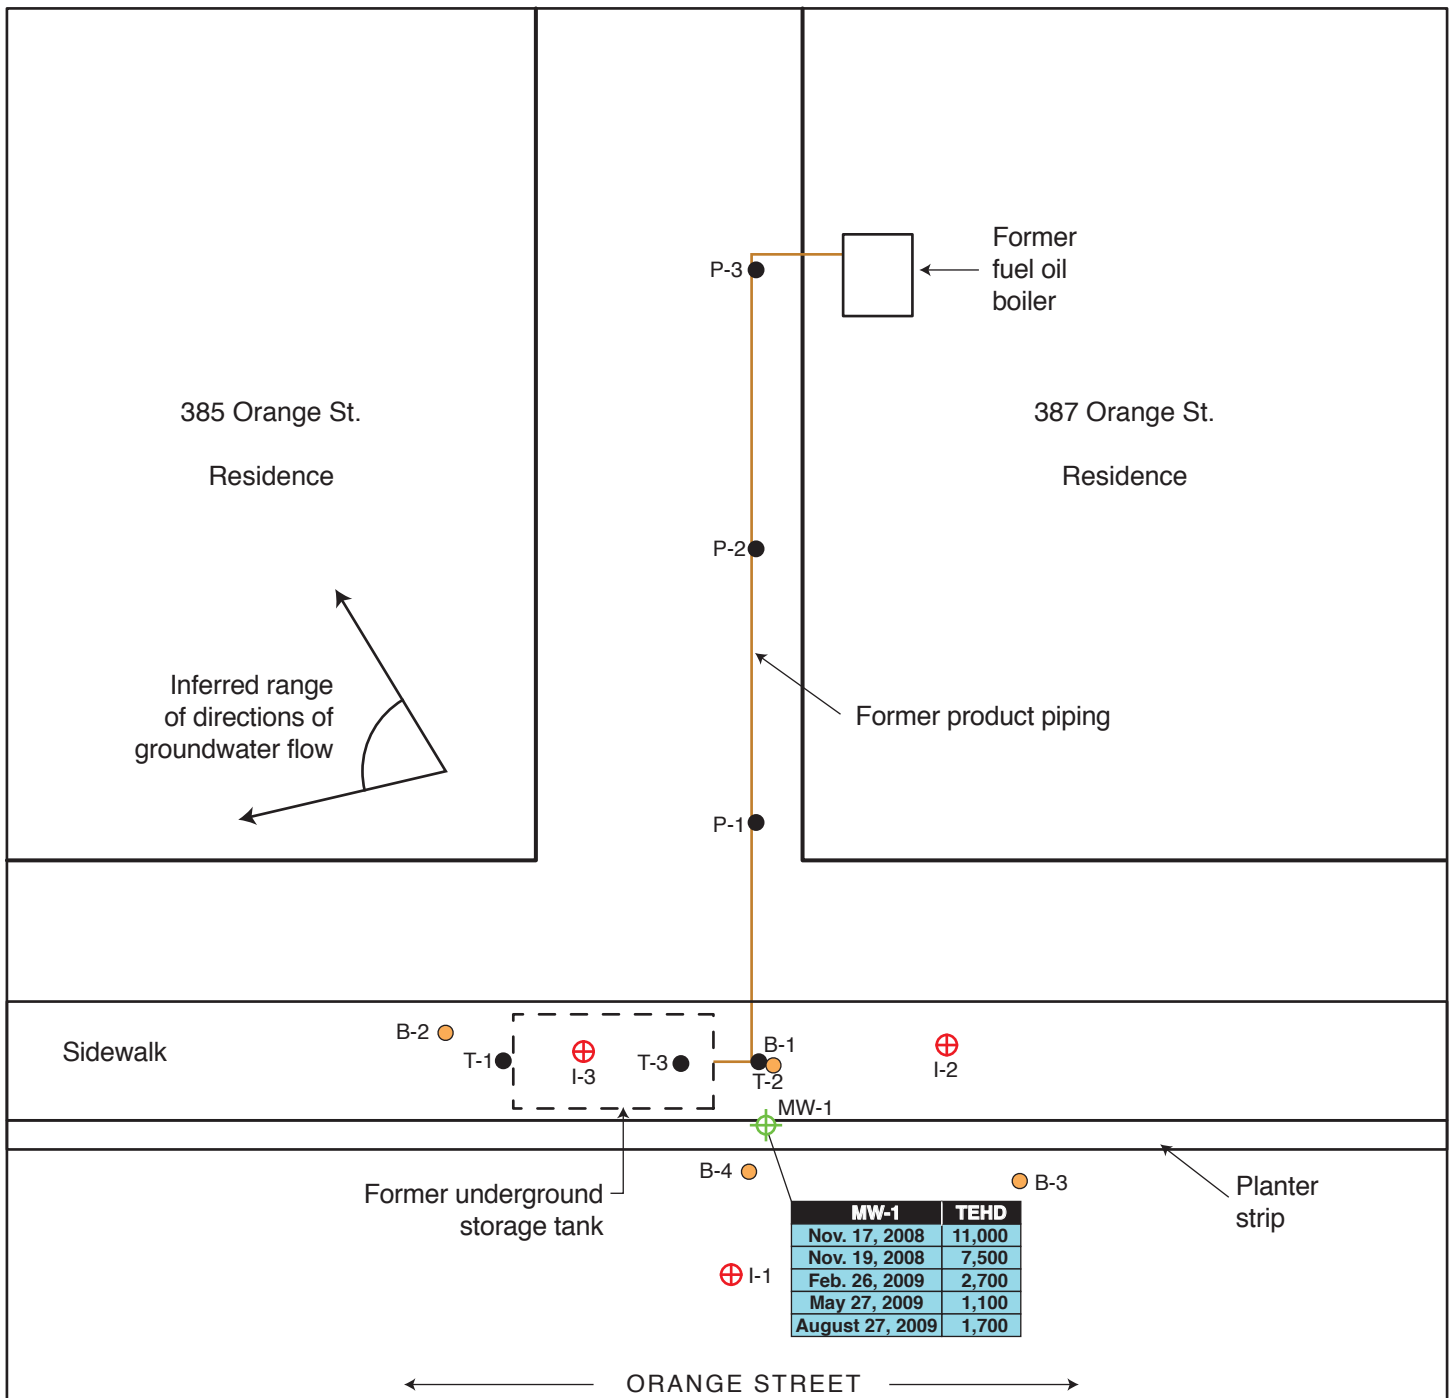 Former
fuel oil
boiler
P-3
385 Orange St.
Residence
387 Orange St.
Residence
P-2
Inferred range
of directions of
groundwater flow
Former product piping
P-1
Sidewalk
B-2
T-1
I-3
T-3
B-1
T-2
I-2
MW-1
B-4
B-3
Former underground
storage tank
Planter
strip
MW-1 TEHD
Nov. 17, 2008 11,000
Nov. 19, 2008 7,500
Feb. 26, 2009 2,700
May 27, 2009 1,100
August 27, 2009 1,700
I-1
ORANGE STREET